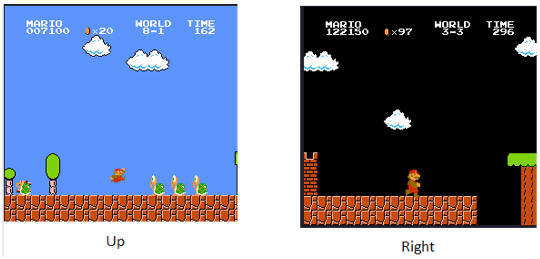 MARIO WORLD TIME
007100 ×20 8-1 162
MARIO WORLD TIME
122150 ×97 3-3 296
Up
Right